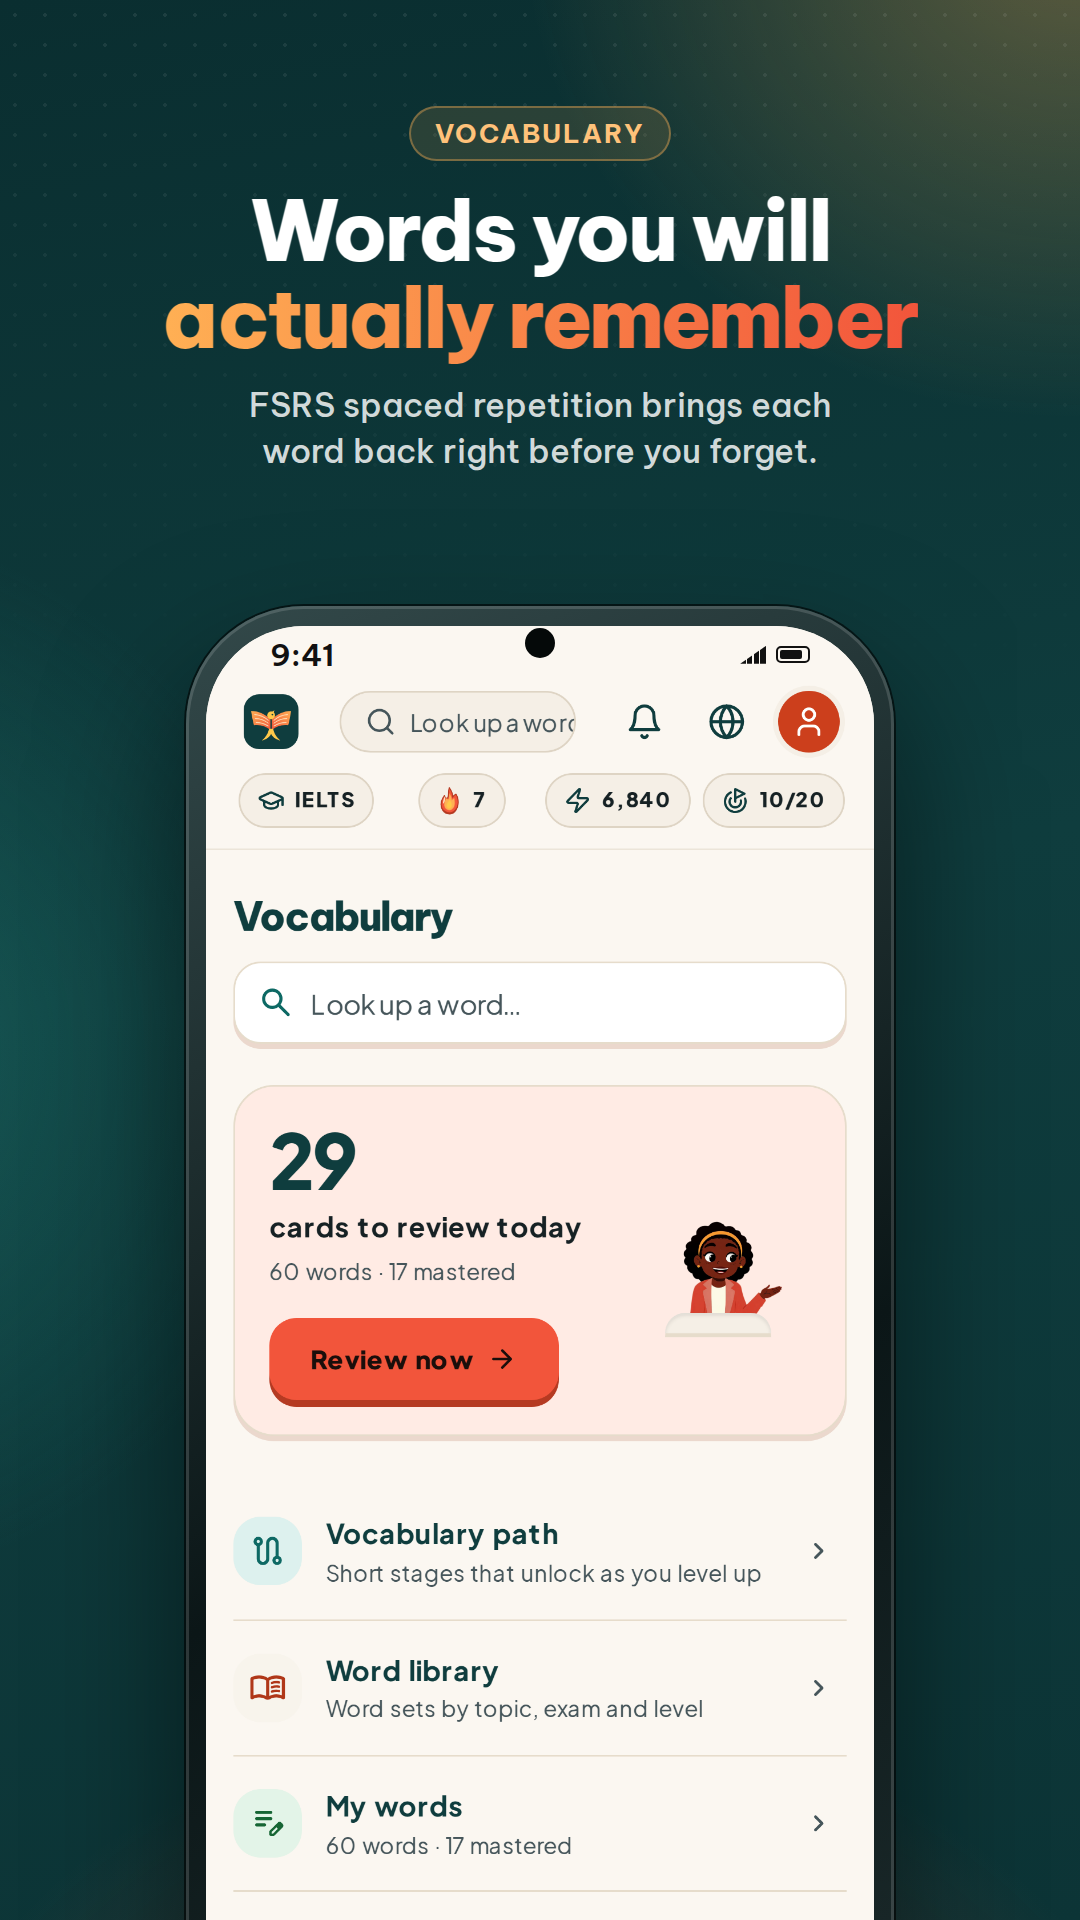 VOCABULARY
Words you will
actually remember
FSRS spaced repetition brings each
word back right before you forget.
9:41
Look up a word
IELTS
7
6,840
10/20
Vocabulary
Look up a word...
29
cards to review today
60 words · 17 mastered
Review now
Vocabulary path
Short stages that unlock as you level up
Word library
Word sets by topic, exam and level
My words
60 words · 17 mastered